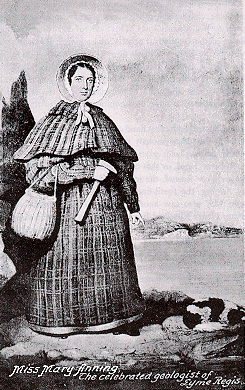 Miss Mary Anning,
The celebrated geologist of
Lyme Regis